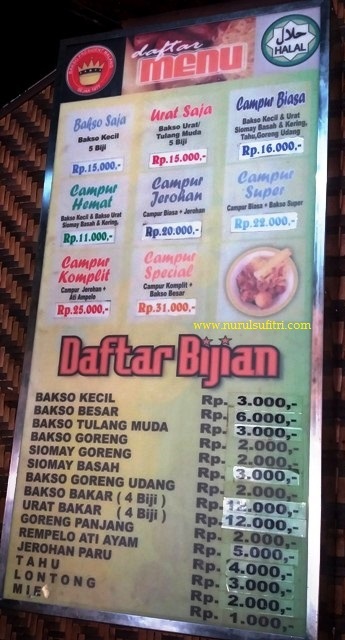 daftar
menu
حلال
HALAL
Bakso Saja
Bakso Kecil
5 Biji
Rp.15.000,-
Urat Saja
Bakso Urat/
Tulang Muda
5 Biji
Rp.15.000,-
Campur Biasa
Bakso Kecil & Urat
Siomay Basah & Kering,
Tahu,Goreng Udang
Rp.16.000,-
Campur
Hemat
Bakso Kecil & Bakso Urat
Siomay Basah & Kering,
Rp.11.000,-
Campur
Jerohan
Campur Biasa + Jerohan
Rp.20.000,-
Campur
Super
Campur Biasa + Bakso Super
Rp.22.000,-
Campur
Komplit
Campur Jerohan +
Ati Ampelo
Rp.25.000,-
Campur
Special
Campur Komplit +
Bakso Besar
Rp.31.000,-
www.nurulsufitri.com
Daftar Bijian
BAKSO KECIL Rp. 3.000,-
BAKSO BESAR Rp. 6.000,-
BAKSO TULANG MUDA Rp. 3.000,-
BAKSO GORENG Rp. 2.000,-
SIOMAY GORENG Rp. 2.000,-
SIOMAY BASAH Rp. 3.000,-
BAKSO GORENG UDANG Rp. 2.000,-
BAKSO BAKAR ( 4 Biji ) Rp. 12.000,-
URAT BAKAR ( 4 Biji ) Rp. 12.000,-
GORENG PANJANG Rp. 2.000,-
REMPELO ATI AYAM Rp. 5.000,-
JEROHAN PARU Rp. 4.000,-
TAHU Rp. 3.000,-
LONTONG Rp. 2.000,-
MIE Rp. 1.000,-